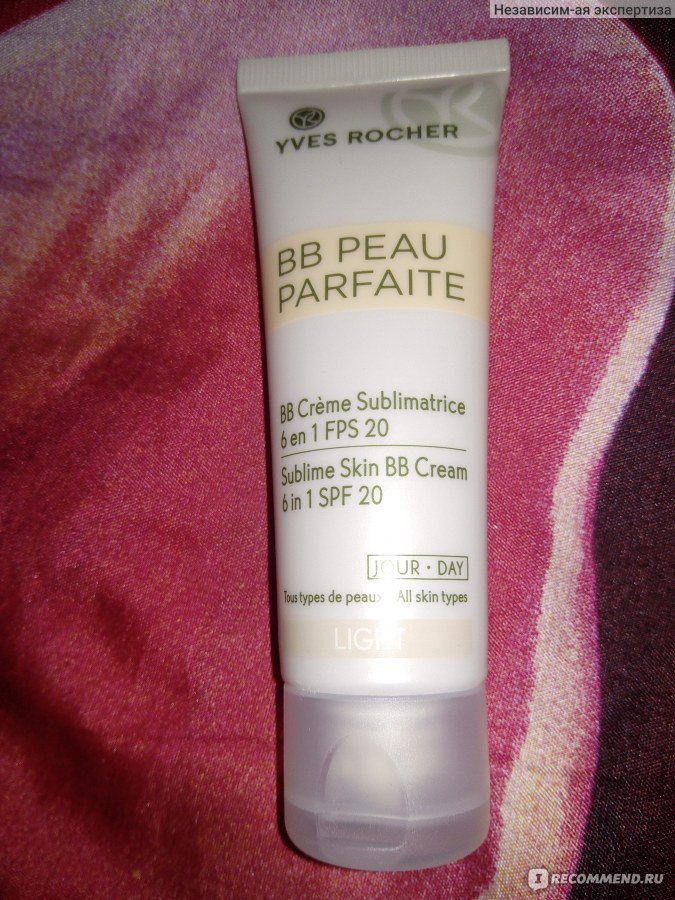 Независим-ая экспертиза
YVES ROCHER
BB PEAU
PARFAITE
BB Crème Sublimatrice
6 en 1 FPS 20
Sublime Skin BB Cream
6 in 1 SPF 20
JOUR · DAY
Tous types de peaux All skin types
LIGHT
IRECOMMEND.RU